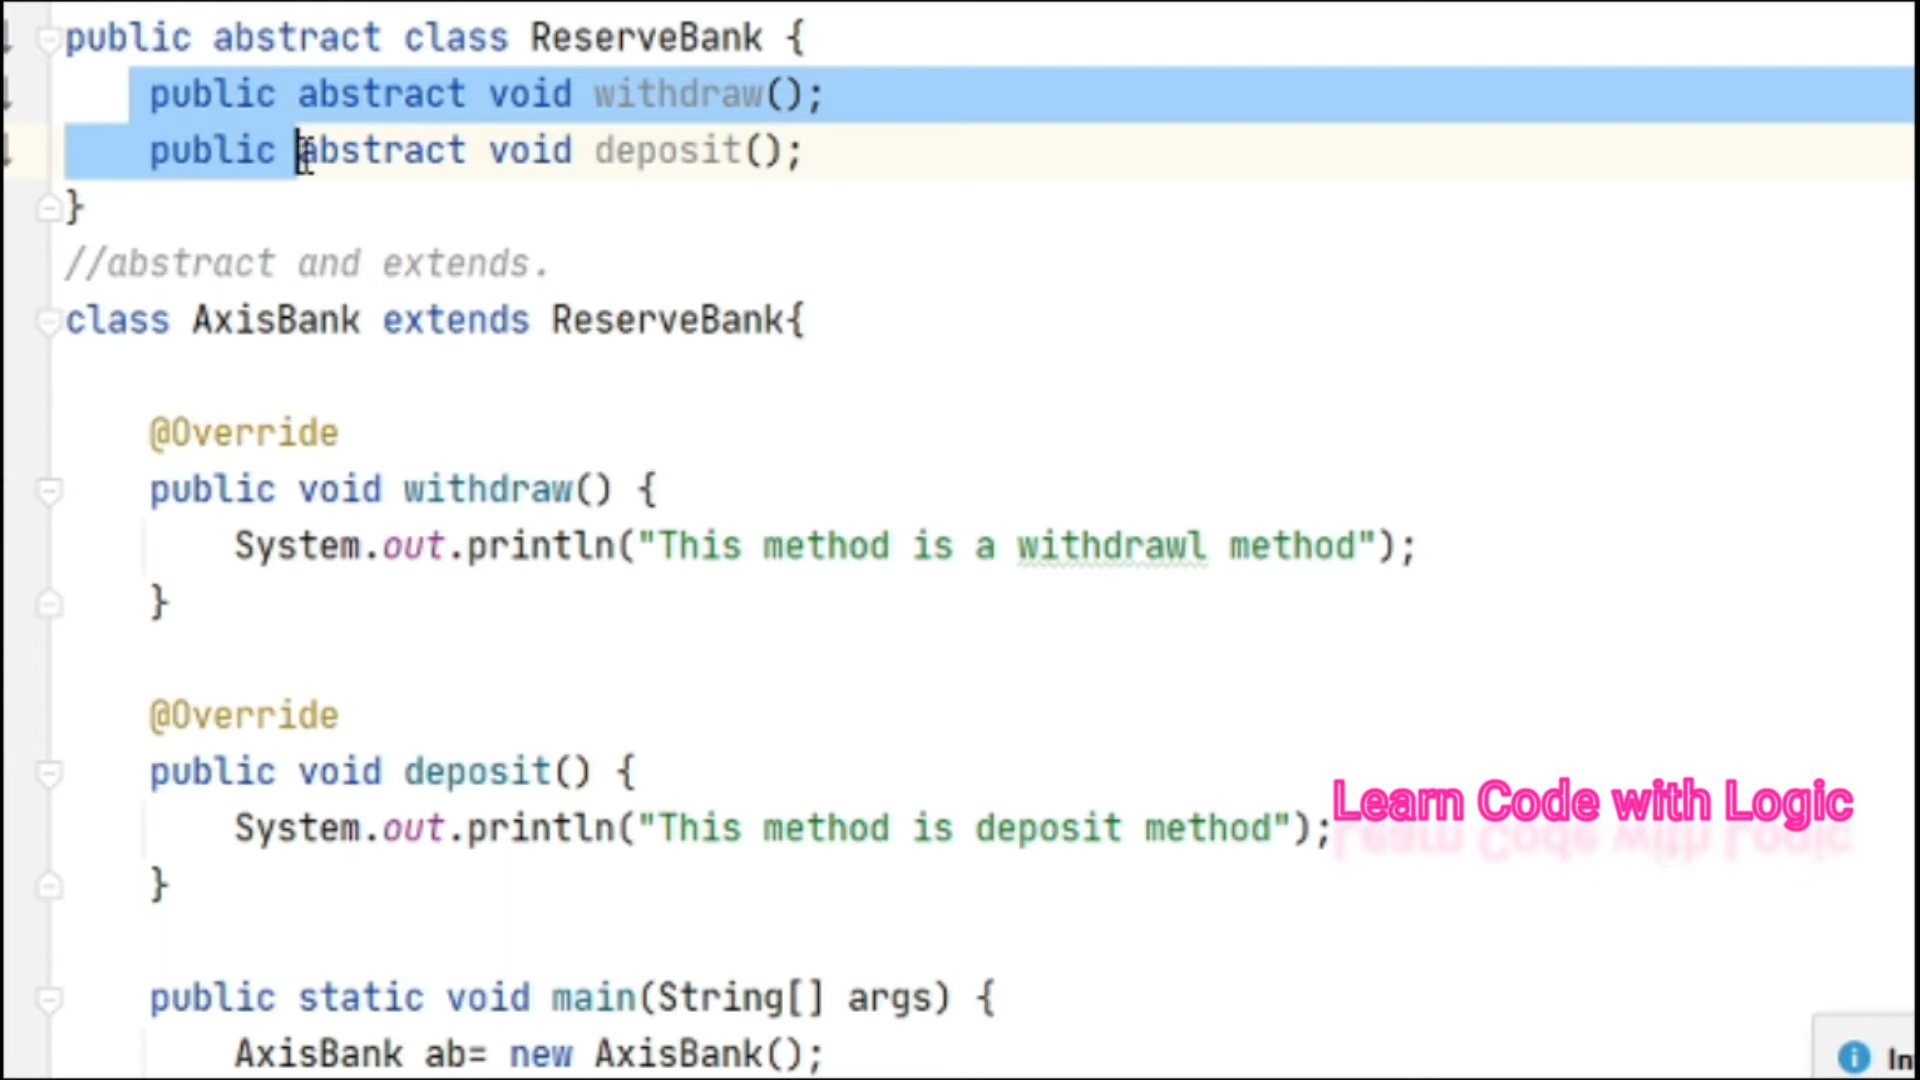 public abstract class ReserveBank {
    public abstract void withdraw();
    public abstract void deposit();
}
//abstract and extends.
class AxisBank extends ReserveBank{
    @Override
    public void withdraw() {
        System.out.println("This method is a withdrawl method");
    }
    @Override
    public void deposit() {
        System.out.println("This method is deposit method");
    }
Learn Code with Logic
    public static void main(String[] args) {
        AxisBank ab= new AxisBank();